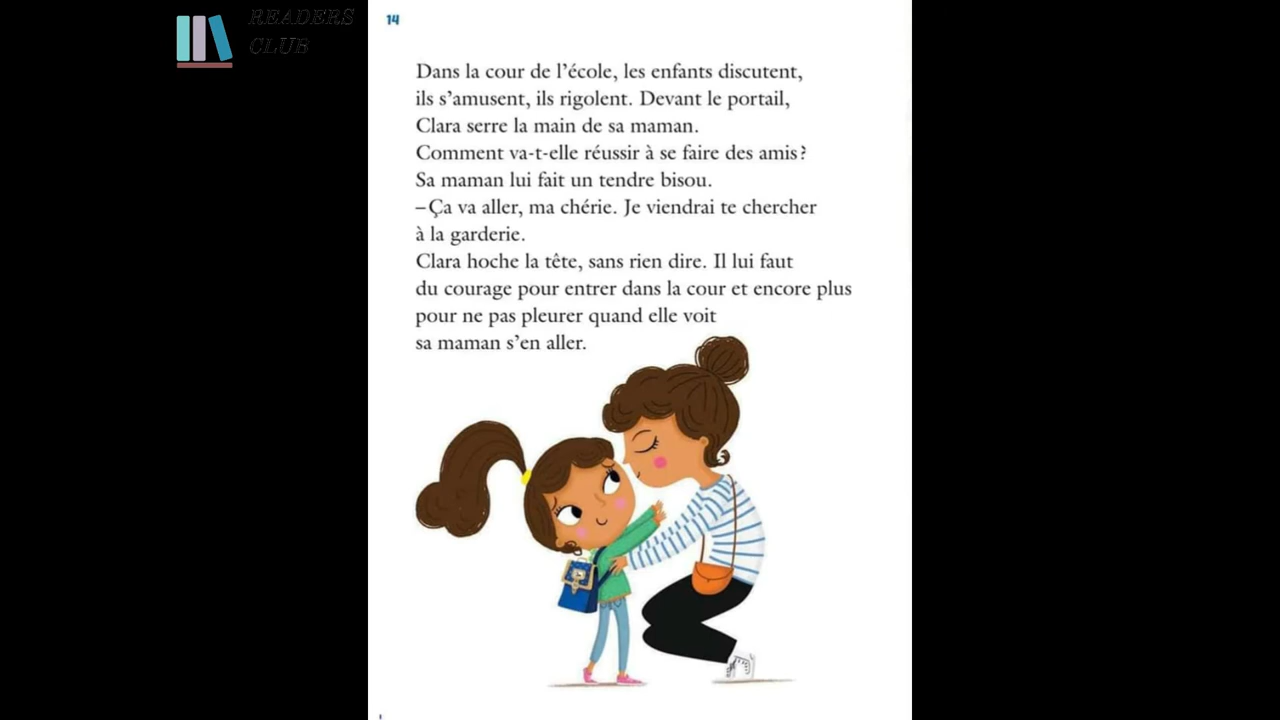 READERS
CLUB
14
Dans la cour de l'école, les enfants discutent,
ils s'amusent, ils rigolent. Devant le portail,
Clara serre la main de sa maman.
Comment va-t-elle réussir à se faire des amis ?
Sa maman lui fait un tendre bisou.
– Ça va aller, ma chérie. Je viendrai te chercher
à la garderie.
Clara hoche la tête, sans rien dire. Il lui faut
du courage pour entrer dans la cour et encore plus
pour ne pas pleurer quand elle voit
sa maman s'en aller.